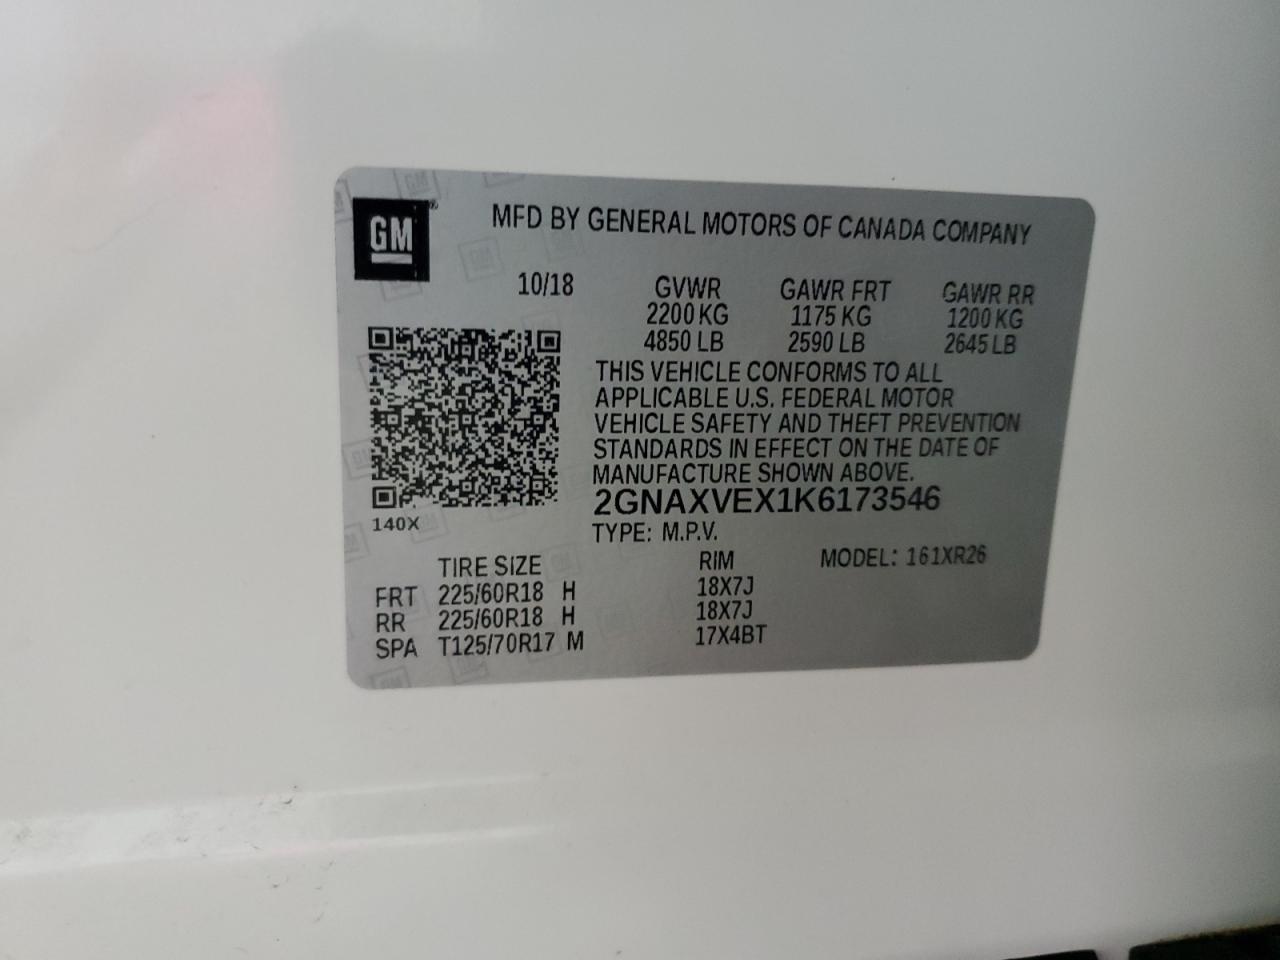 GM®
MFD BY GENERAL MOTORS OF CANADA COMPANY
10/18 GVWR GAWR FRT GAWR RR
2200 KG 1175 KG 1200 KG
4850 LB 2590 LB 2645 LB
THIS VEHICLE CONFORMS TO ALL
APPLICABLE U.S. FEDERAL MOTOR
VEHICLE SAFETY AND THEFT PREVENTION
STANDARDS IN EFFECT ON THE DATE OF
MANUFACTURE SHOWN ABOVE.
2GNAXVEX1K6173546
140X
TYPE: M.P.V.
TIRE SIZE RIM MODEL: 161XR26
FRT 225/60R18 H 18X7J
RR 225/60R18 H 18X7J
SPA T125/70R17 M 17X4BT